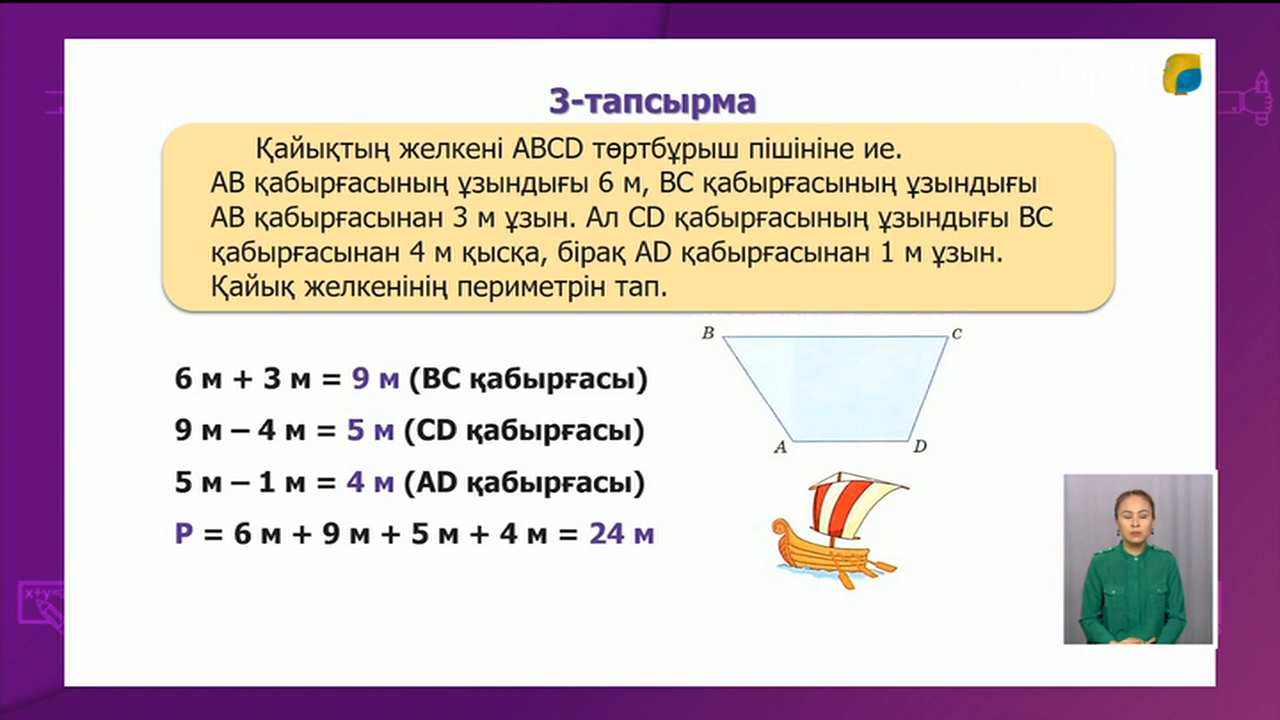 3-тапсырма
Қайықтың желкені ABCD төртбұрыш пішініне ие.
AB қабырғасының ұзындығы 6 м, BC қабырғасының ұзындығы
AB қабырғасынан 3 м ұзын. Ал CD қабырғасының ұзындығы BC
қабырғасынан 4 м қысқа, бірақ AD қабырғасынан 1 м ұзын.
Қайық желкенінің периметрін тап.
B
C
6 м + 3 м = 9 м (BC қабырғасы)
9 м – 4 м = 5 м (CD қабырғасы)
A
D
5 м – 1 м = 4 м (AD қабырғасы)
P = 6 м + 9 м + 5 м + 4 м = 24 м
x+y=